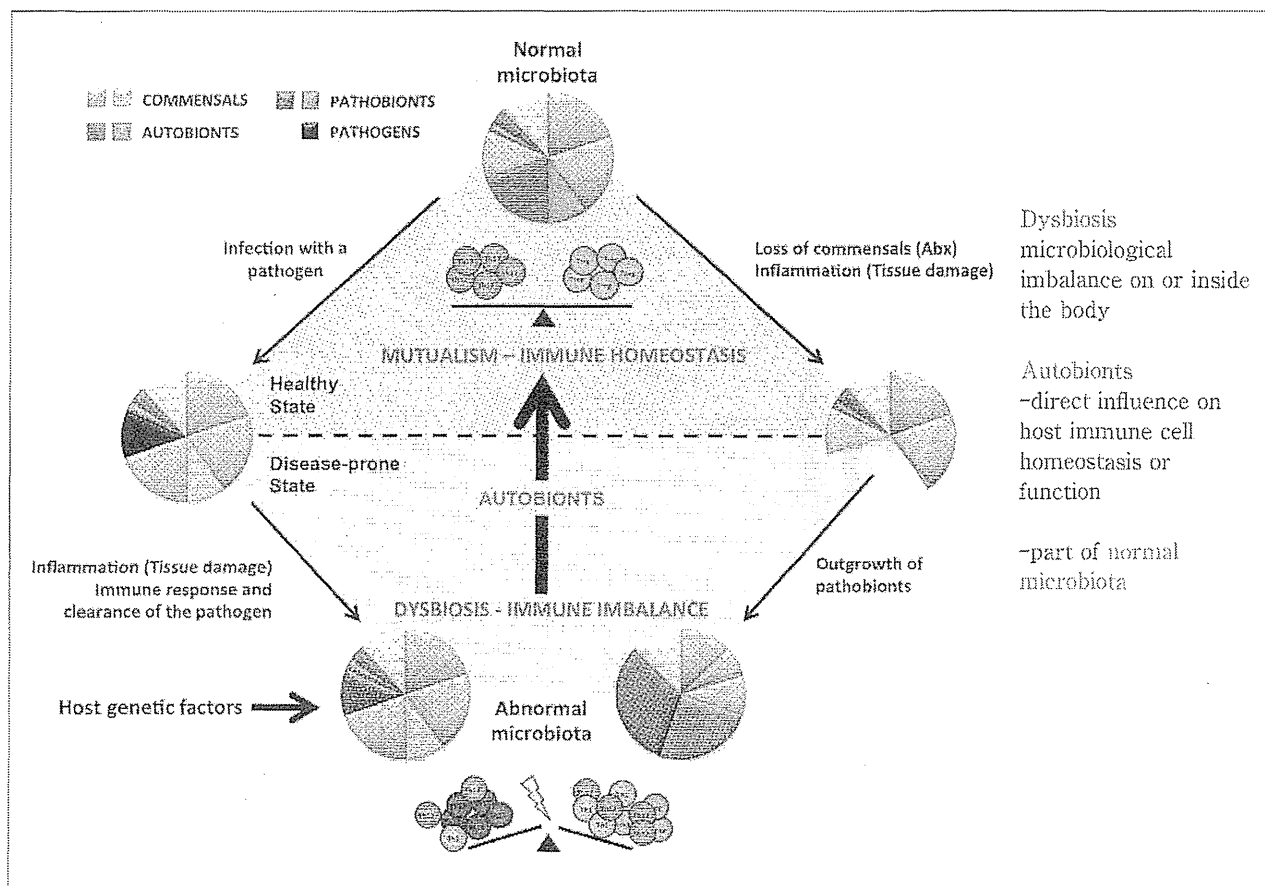 Normal
microbiota
COMMENSALS
PATHOBIONTS
AUTOBIONTS
PATHOGENS
Infection with a
pathogen
Loss of commensals (Abx)
Inflammation (Tissue damage)
MUTUALISM – IMMUNE HOMEOSTASIS
Healthy
State
Disease-prone
State
AUTOBIONTS
Inflammation (Tissue damage)
Immune response and
clearance of the pathogen
Outgrowth of
pathobionts
DYSBIOSIS - IMMUNE IMBALANCE
Host genetic factors
Abnormal
microbiota
Dysbiosis
microbiological
imbalance on or inside
the body
Autobionts
-direct influence on
host immune cell
homeostasis or
function
-part of normal
microbiota